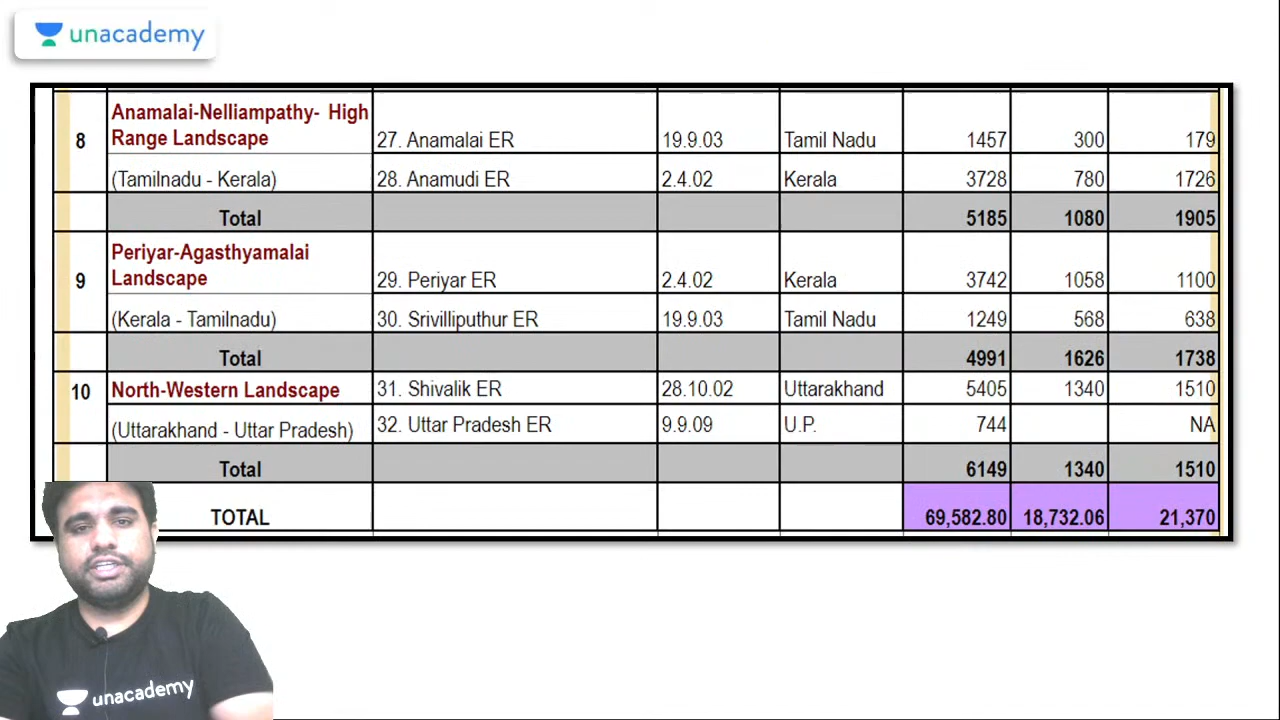 unacademy
8 Anamalai-Nelliampathy- High
Range Landscape 27. Anamalai ER 19.9.03 Tamil Nadu 1457 300 179
(Tamilnadu - Kerala) 28. Anamudi ER 2.4.02 Kerala 3728 780 1726
Total 5185 1080 1905
9 Periyar-Agasthyamalai
Landscape 29. Periyar ER 2.4.02 Kerala 3742 1058 1100
(Kerala - Tamilnadu) 30. Srivilliputhur ER 19.9.03 Tamil Nadu 1249 568 638
Total 4991 1626 1738
10 North-Western Landscape 31. Shivalik ER 28.10.02 Uttarakhand 5405 1340 1510
(Uttarakhand - Uttar Pradesh) 32. Uttar Pradesh ER 9.9.09 U.P. 744 NA
Total 6149 1340 1510
TOTAL 69,582.80 18,732.06 21,370
unacademy